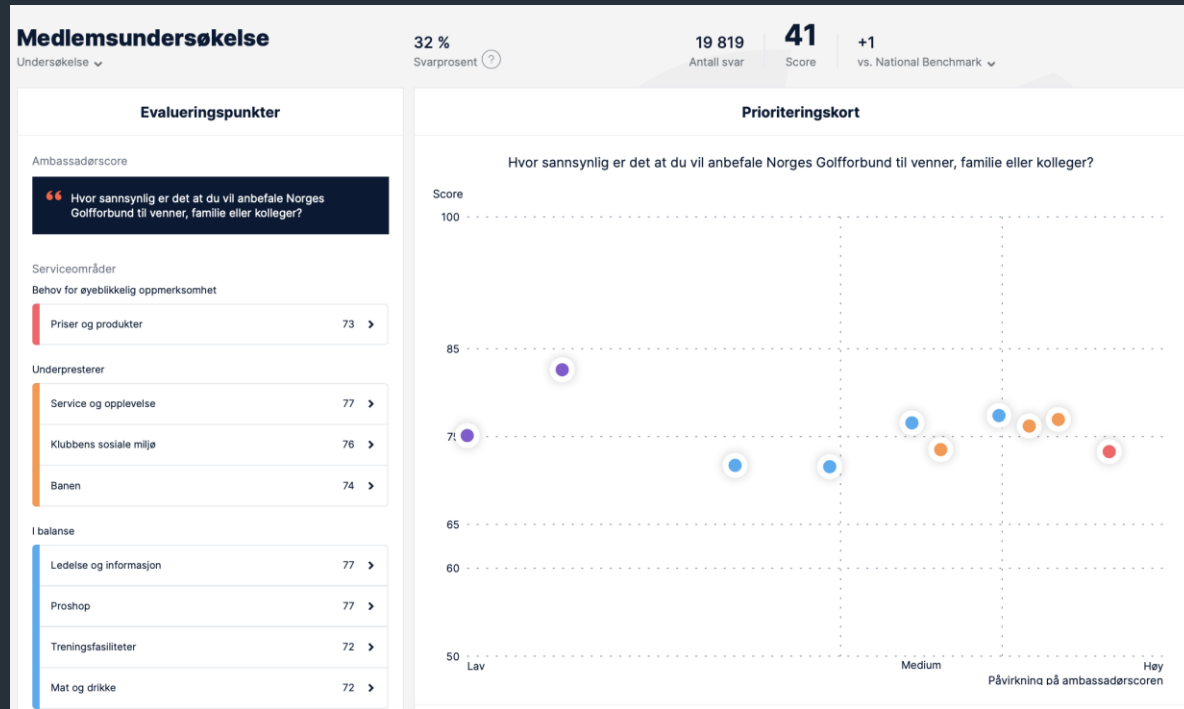 Medlemsundersøkelse
Undersøkelse
32 %
Svarprosent ?
19 819
Antall svar
41
Score
+1
vs. National Benchmark
Evalueringspunkter
Ambassadørscore
“ Hvor sannsynlig er det at du vil anbefale Norges
Golfforbund til venner, familie eller kolleger?
Serviceområder
Behov for øyeblikkelig oppmerksomhet
Priser og produkter 73
Underpresterer
Service og opplevelse 77
Klubbens sosiale miljø 76
Banen 74
I balanse
Ledelse og informasjon 77
Proshop 77
Treningsfasiliteter 72
Mat og drikke 72
Prioriteringskort
Hvor sannsynlig er det at du vil anbefale Norges Golfforbund til venner, familie eller kolleger?
Score
100
85
75
65
60
50
Lav
Medium
Høy
Påvirkning på ambassadørscoren